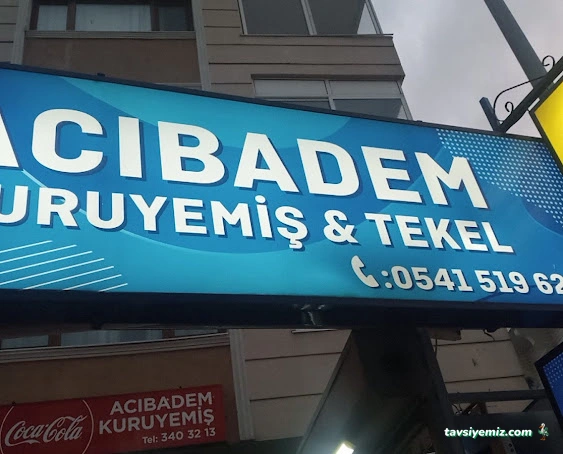 ACIBADEM
KURUYEMİŞ & TEKEL
:0541 519 62
Coca-Cola
ACIBADEM
KURUYEMİŞ
Tel: 340 32 13
tavsiyemiz.com